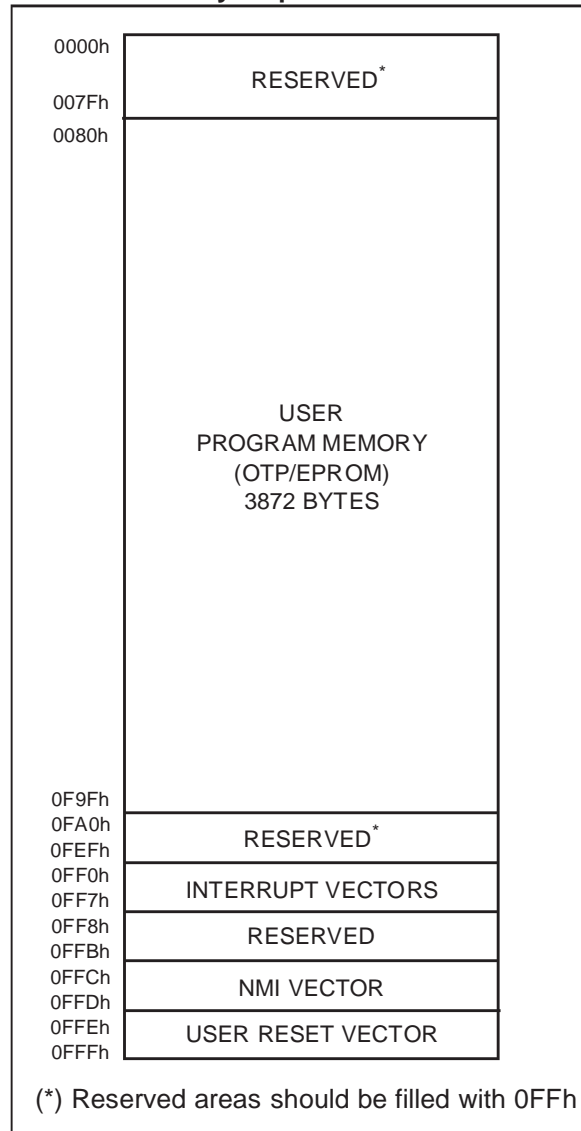 0000h
RESERVED*
007Fh
0080h
USER
PROGRAM MEMORY
(OTP/EPROM)
3872 BYTES
0F9Fh
0FA0h
RESERVED*
0FEFh
0FF0h
INTERRUPT VECTORS
0FF7h
0FF8h
RESERVED
0FFBh
0FFCh
NMI VECTOR
0FFDh
0FFEh
USER RESET VECTOR
0FFFh
(*) Reserved areas should be filled with 0FFh